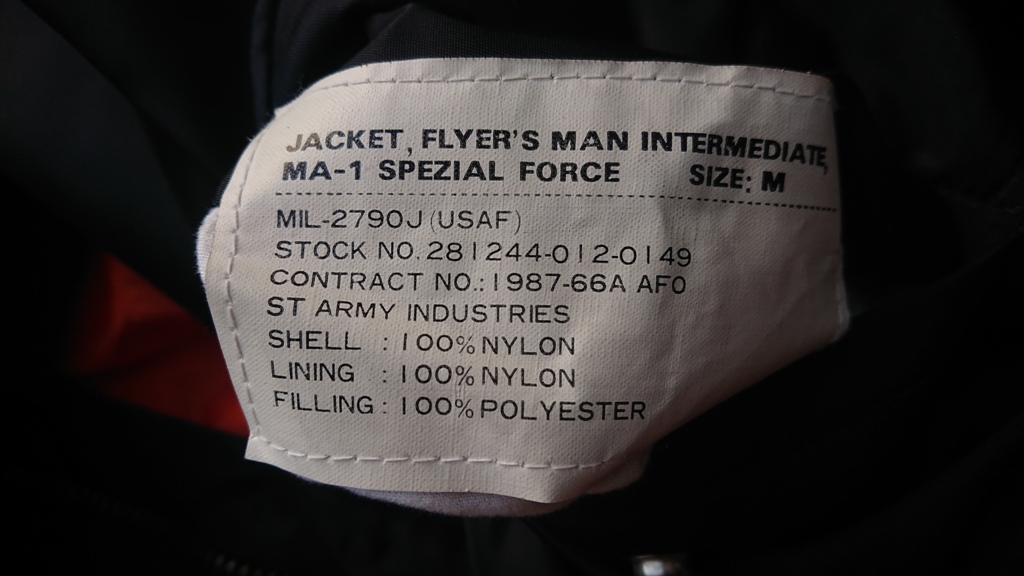 JACKET, FLYER'S MAN INTERMEDIATE,
MA-1 SPEZIAL FORCE SIZE: M
MIL-2790J (USAF)
STOCK NO. 281244-012-0149
CONTRACT NO.: 1987-66A AFO
ST ARMY INDUSTRIES
SHELL : 100% NYLON
LINING : 100% NYLON
FILLING : 100% POLYESTER